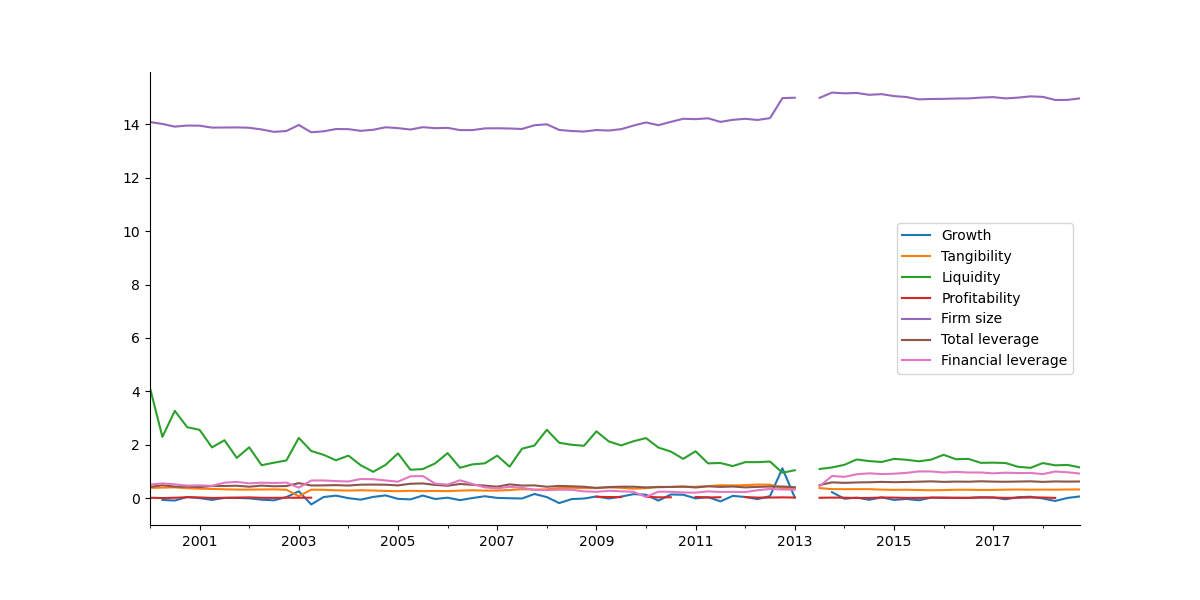 14
12
10
8
6
4
2
0
2001 2003 2005 2007 2009 2011 2013 2015 2017
Growth
Tangibility
Liquidity
Profitability
Firm size
Total leverage
Financial leverage